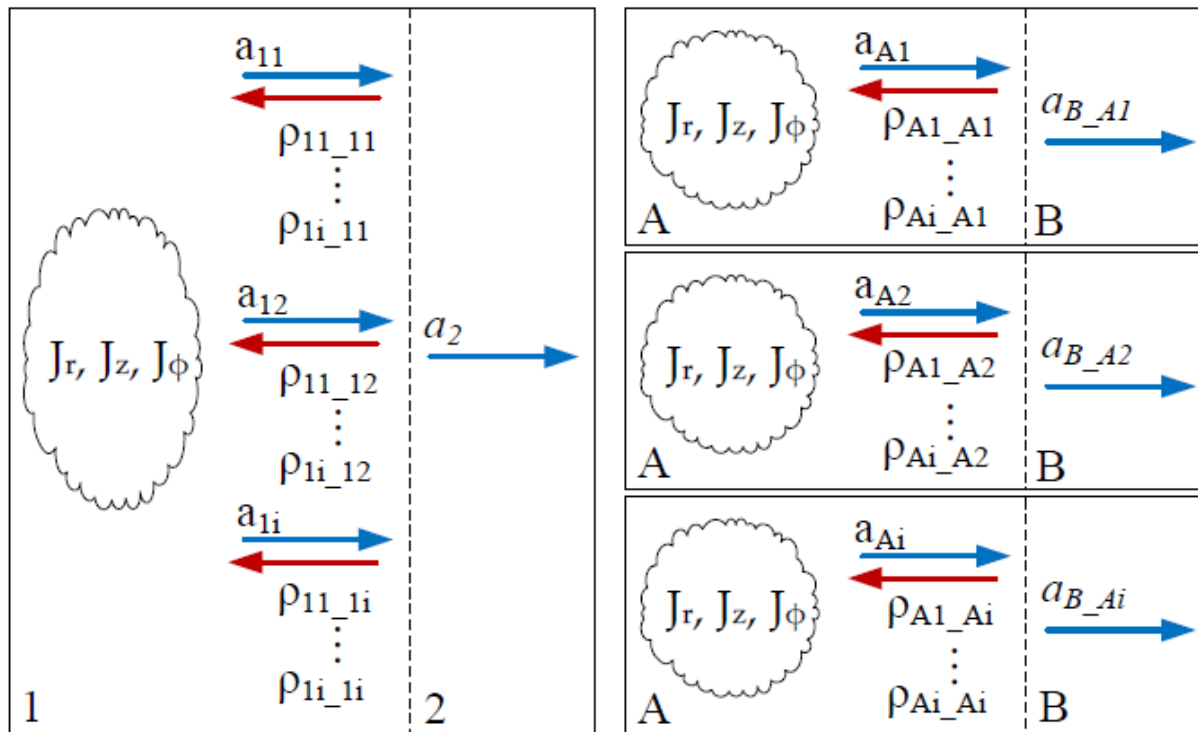 a11
ρ11_11
⋮
ρ1i_11
a12
a2
Jr, Jz, Jϕ
ρ11_12
⋮
ρ1i_12
a1i
ρ11_1i
⋮
ρ1i_1i
1
2
aA1
aB_A1
Jr, Jz, Jϕ
ρA1_A1
⋮
ρAi_A1
A
B
aA2
aB_A2
Jr, Jz, Jϕ
ρA1_A2
⋮
ρAi_A2
A
B
aAi
aB_Ai
Jr, Jz, Jϕ
ρA1_Ai
⋮
ρAi_Ai
A
B